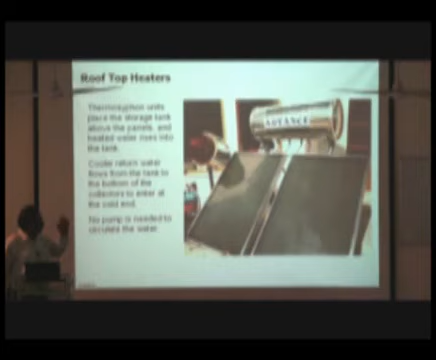 Roof Top Heaters
Thermosyphon units
place the storage tank
above the panels, and
heated water rises into
the tank.
Cooler return water
flows from the tank to
the bottom of the
collectors to enter at
the cold end.
No pump is needed to
circulate the water.
ADVANCE